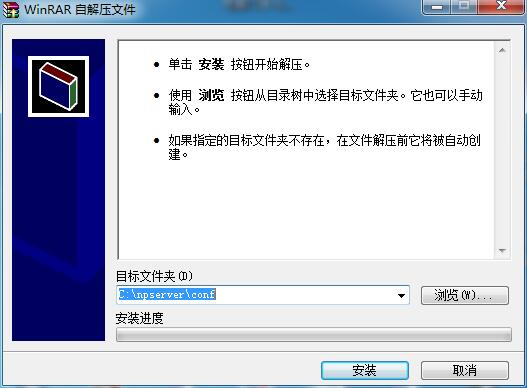 WinRAR 自解压文件
• 单击 安装 按钮开始解压。
• 使用 浏览 按钮从目录树中选择目标文件夹。它也可以手动
输入。
• 如果指定的目标文件夹不存在，在文件解压前它将被自动创
建。
目标文件夹(D)
C:\npserver\conf
浏览(W)...
安装进度
安装
取消